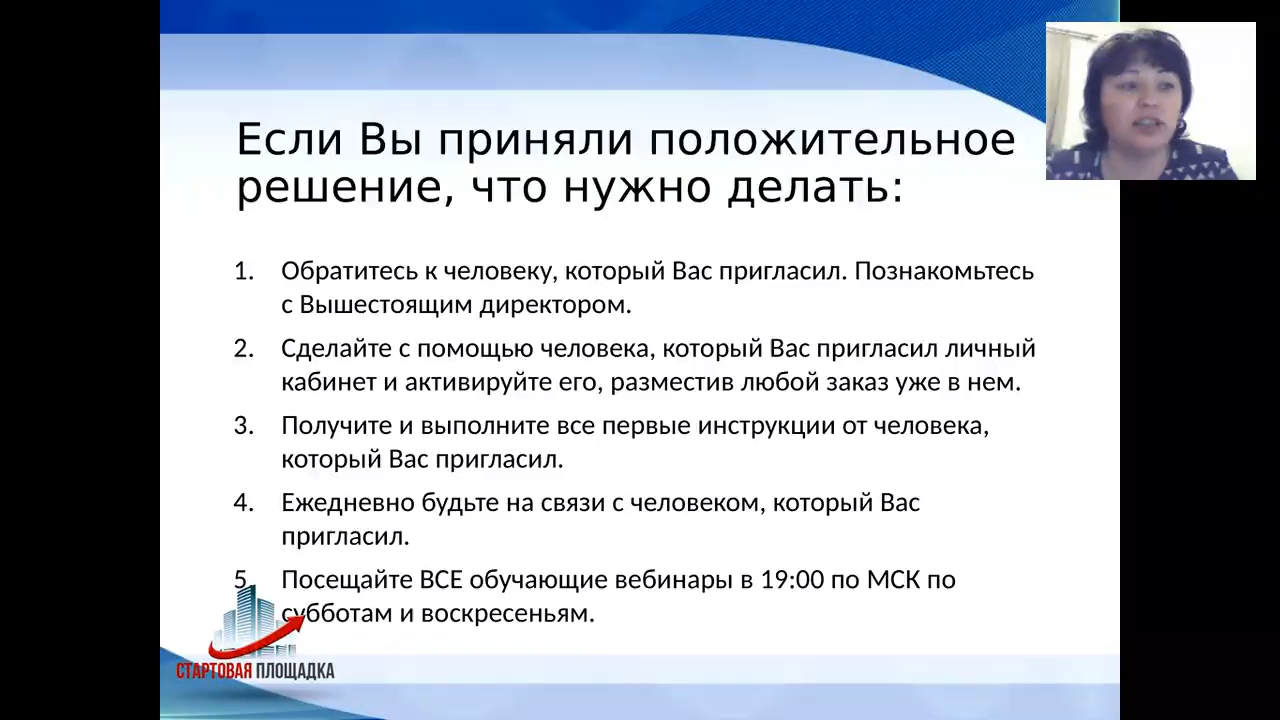 Если Вы приняли положительное
решение, что нужно делать:
1. Обратитесь к человеку, который Вас пригласил. Познакомьтесь
с Вышестоящим директором.
2. Сделайте с помощью человека, который Вас пригласил личный
кабинет и активируйте его, разместив любой заказ уже в нем.
3. Получите и выполните все первые инструкции от человека,
который Вас пригласил.
4. Ежедневно будьте на связи с человеком, который Вас
пригласил.
5. Посещайте ВСЕ обучающие вебинары в 19:00 по МСК по
субботам и воскресеньям.
СТАРТОВАЯ ПЛОЩАДКА